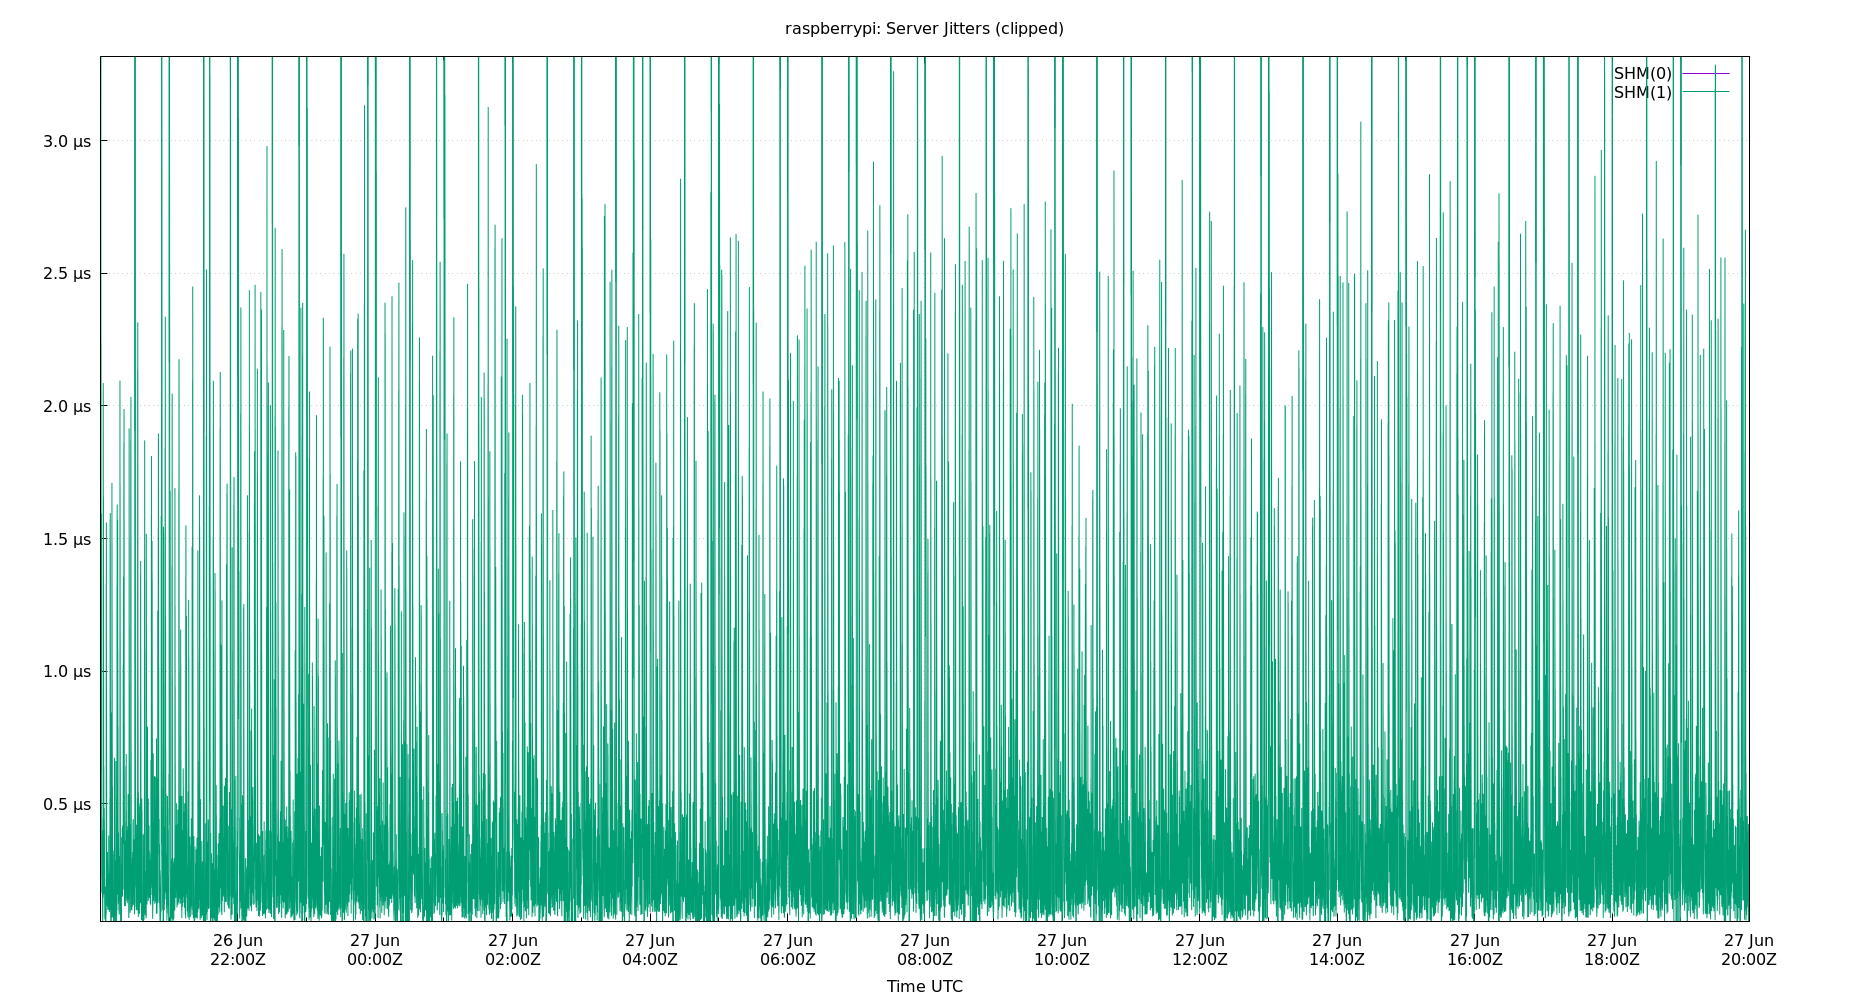 raspberrypi: Server Jitters (clipped)
SHM(0)
SHM(1)
3.0 µs
2.5 µs
2.0 µs
1.5 µs
1.0 µs
0.5 µs
26 Jun 27 Jun 27 Jun 27 Jun 27 Jun 27 Jun 27 Jun 27 Jun 27 Jun 27 Jun 27 Jun 27 Jun
22:00Z 00:00Z 02:00Z 04:00Z 06:00Z 08:00Z 10:00Z 12:00Z 14:00Z 16:00Z 18:00Z 20:00Z
Time UTC